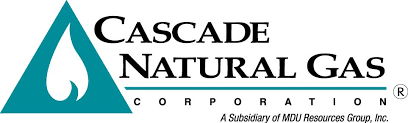 CASCADE
NATURAL GAS
CORPORATION ®
A Subsidiary of MDU Resources Group, Inc.